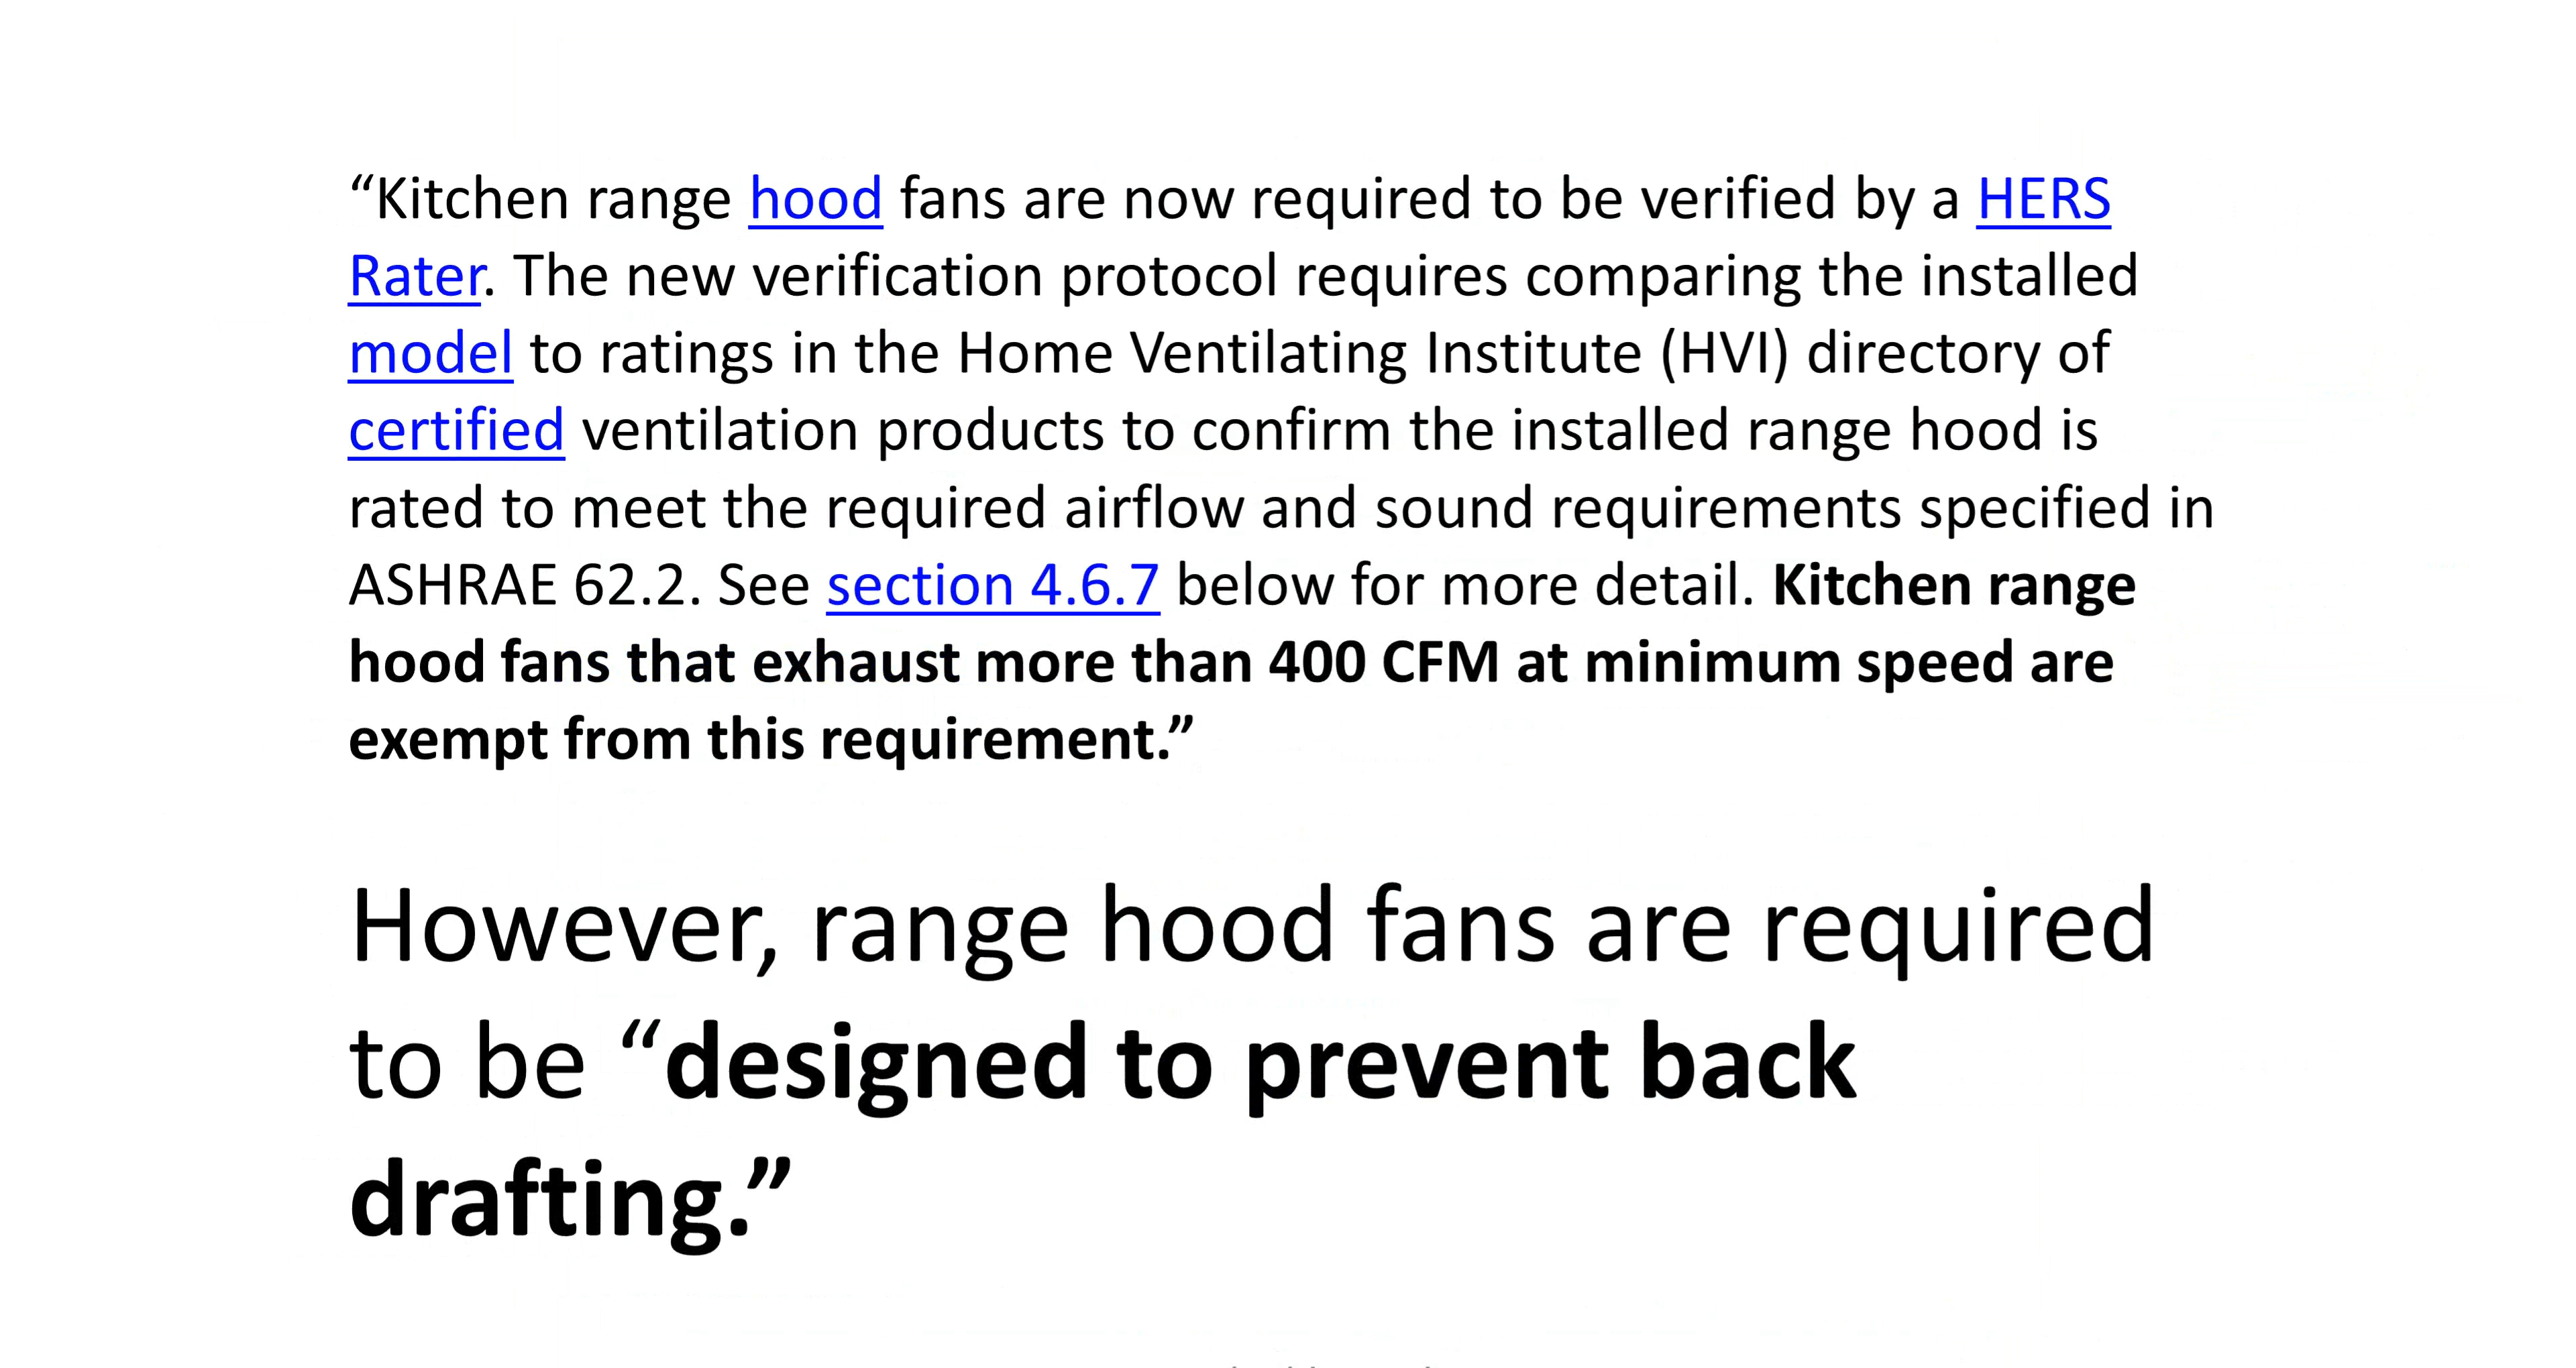 “Kitchen range hood fans are now required to be verified by a HERS
Rater. The new verification protocol requires comparing the installed
model to ratings in the Home Ventilating Institute (HVI) directory of
certified ventilation products to confirm the installed range hood is
rated to meet the required airflow and sound requirements specified in
ASHRAE 62.2. See section 4.6.7 below for more detail. Kitchen range
hood fans that exhaust more than 400 CFM at minimum speed are
exempt from this requirement.”
However, range hood fans are required
to be “designed to prevent back
drafting.”